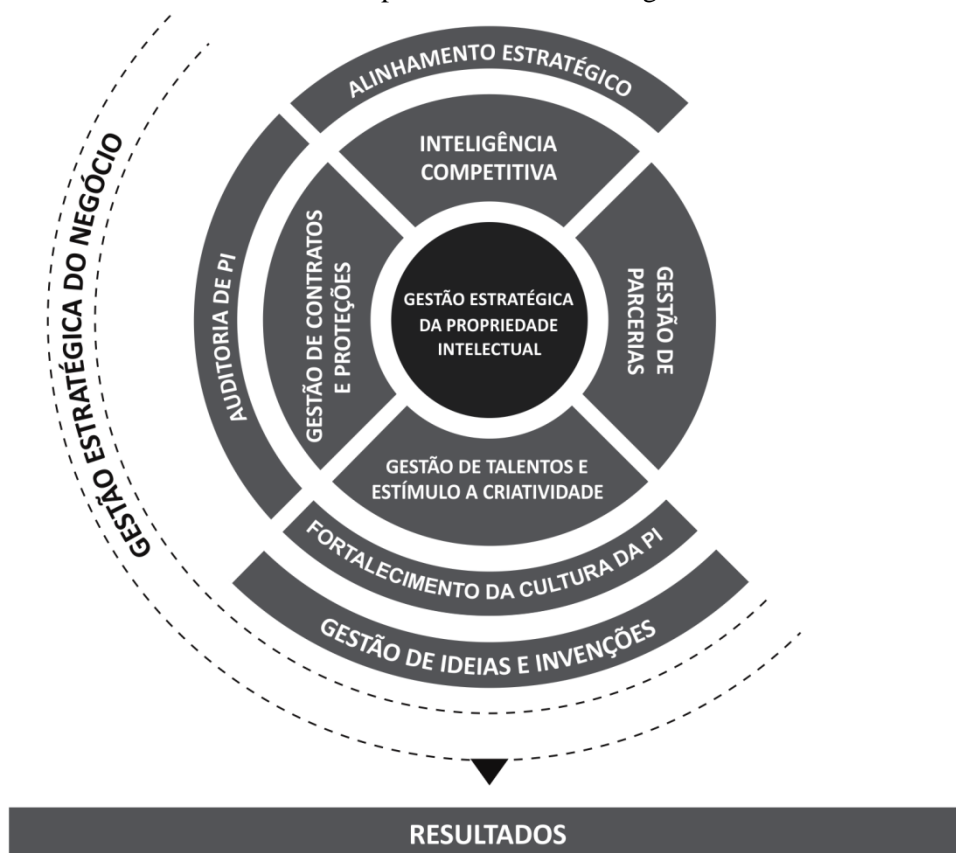 ALINHAMENTO ESTRATÉGICO
INTELIGÊNCIA
COMPETITIVA
GESTÃO ESTRATÉGICA DO NEGÓCIO
AUDITORIA DE PI
GESTÃO DE CONTRATOS
E PROTEÇÕES
GESTÃO ESTRATÉGICA
DA PROPRIEDADE
INTELECTUAL
GESTÃO DE
PARCERIAS
GESTÃO DE TALENTOS E
ESTÍMULO A CRIATIVIDADE
FORTALECIMENTO DA CULTURA DA PI
GESTÃO DE IDEIAS E INVENÇÕES
RESULTADOS